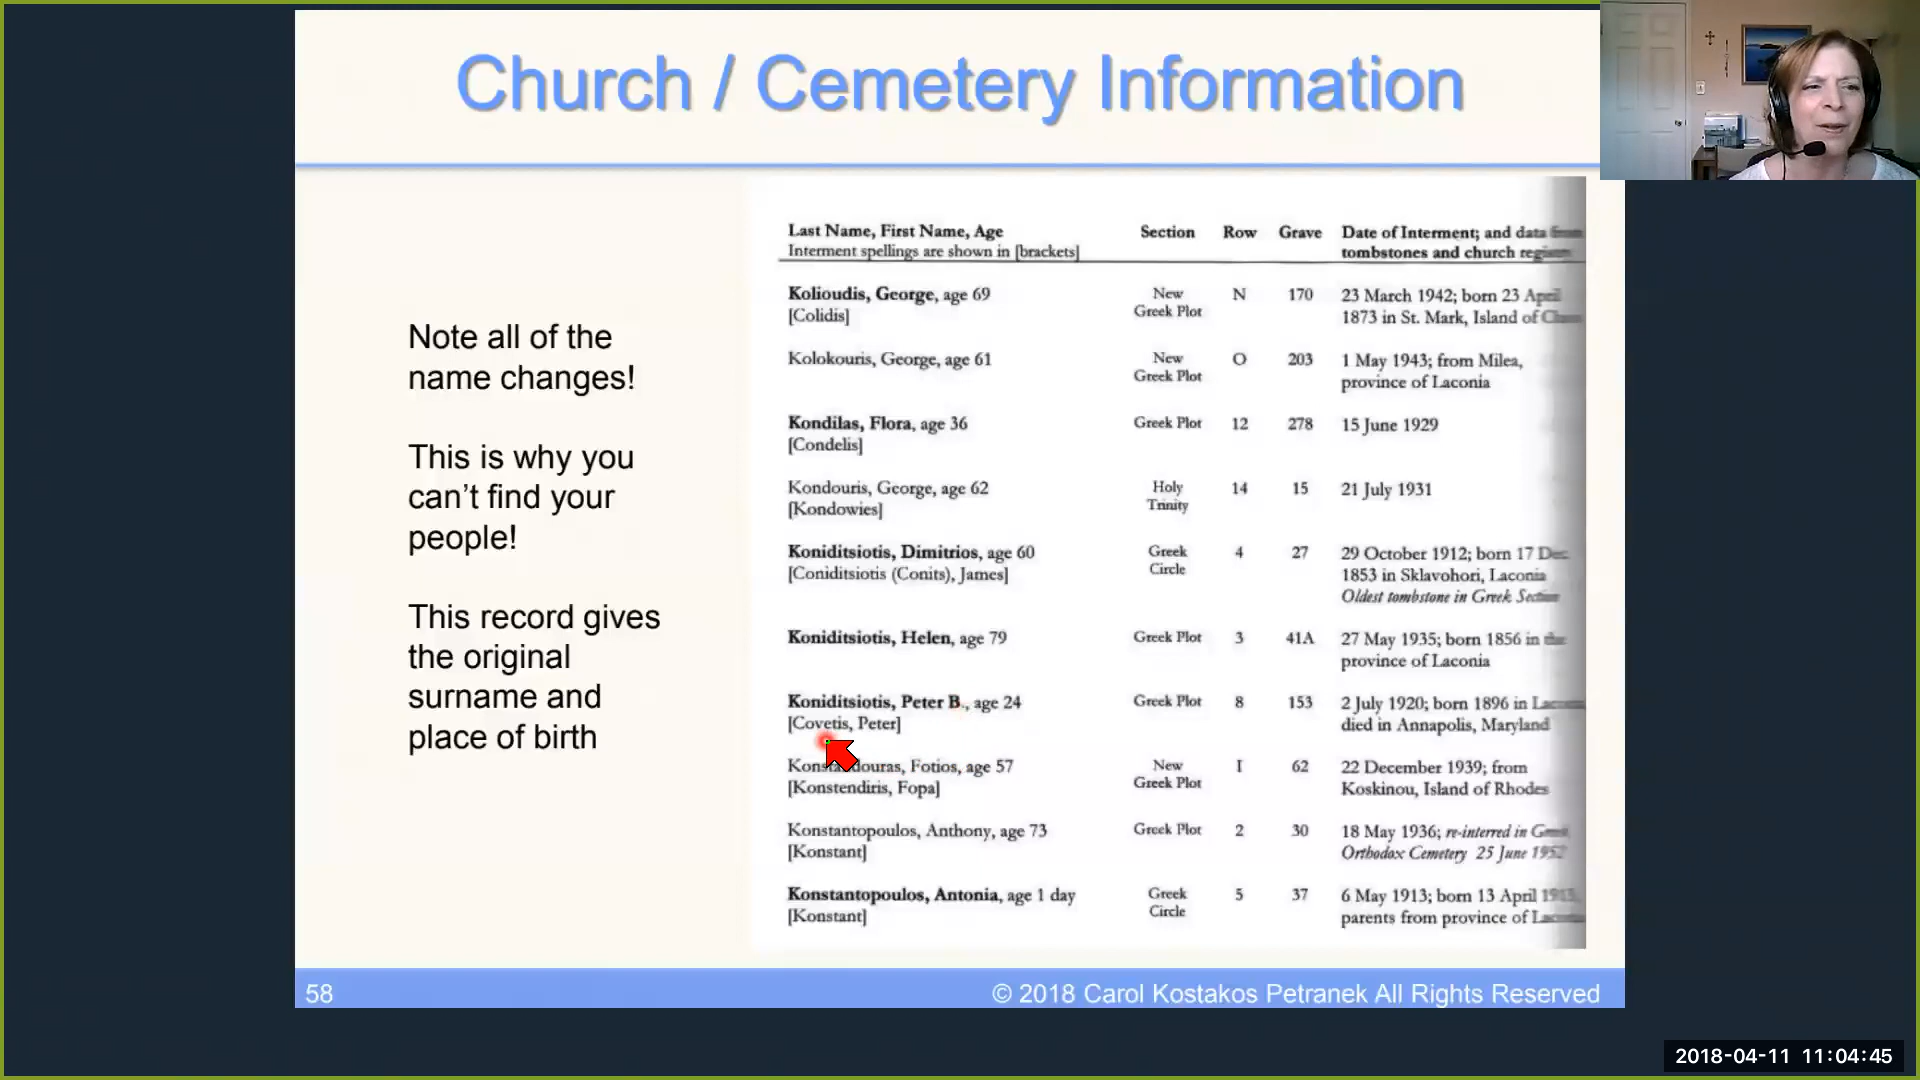 Church / Cemetery Information
Note all of the
name changes!
This is why you
can't find your
people!
This record gives
the original
surname and
place of birth
Last Name, First Name, Age Section Row Grave Date of Interment; and data from
Interment spellings are shown in [brackets] tombstones and church
Kolioudis, George, age 69 New N 170 23 March 1942; born 23 April
[Colidis] Greek Plot 1873 in St. Mark, Island of
Kolokouris, George, age 61 New O 203 1 May 1943; from Milea,
Greek Plot province of Laconia
Kondilas, Flora, age 36 Greek Plot 12 278 15 June 1929
[Condelis]
Kondouris, George, age 62 Holy 14 15 21 July 1931
[Kondowies] Trinity
Koniditsiotis, Dimitrios, age 60 Greek 4 27 29 October 1912; born 17 Dec.
[Coniditsiotis (Conits), James] Circle 1853 in Sklavohori, Laconia
Oldest tombstone in Greek Section
Koniditsiotis, Helen, age 79 Greek Plot 3 41A 27 May 1935; born 1856 in the
province of Laconia
Koniditsiotis, Peter B., age 24 Greek Plot 8 153 2 July 1920; born 1896 in
[Covetis, Peter] died in Annapolis, Maryland
Fotios, age 57 New I 62 22 December 1939; from
[Konstendiris, Fopa] Greek Plot Koskinou, Island of Rhodes
Konstantopoulos, Anthony, age 73 Greek Plot 2 30 18 May 1936; re-interred in
[Konstant] Orthodox Cemetery 25 June 1952
Konstantopoulos, Antonia, age 1 day Greek 5 37 6 May 1913; born 13 April
[Konstant] Circle parents from province of
58
© 2018 Carol Kostakos Petranek All Rights Reserved
2018-04-11 11:04:45